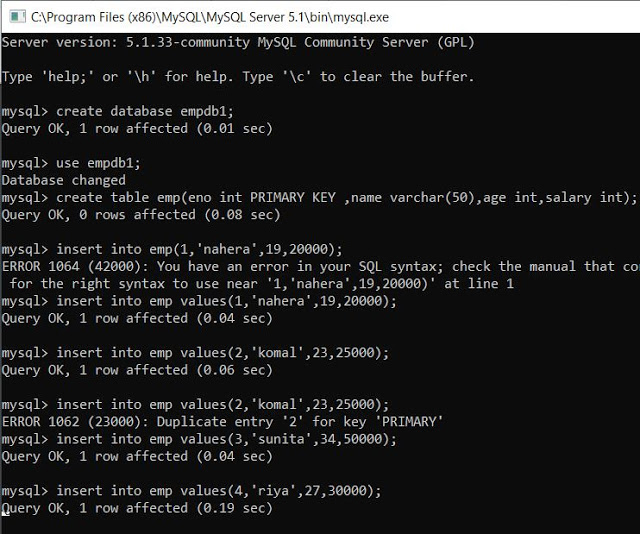 C:\Program Files (x86)\MySQL\MySQL Server 5.1\bin\mysql.exe
Server version: 5.1.33-community MySQL Community Server (GPL)
Type 'help;' or '\h' for help. Type '\c' to clear the buffer.
mysql> create database empdb1;
Query OK, 1 row affected (0.01 sec)
mysql> use empdb1;
Database changed
mysql> create table emp(eno int PRIMARY KEY ,name varchar(50),age int,salary int);
Query OK, 0 rows affected (0.08 sec)
mysql> insert into emp(1,'nahera',19,20000);
ERROR 1064 (42000): You have an error in your SQL syntax; check the manual that co
for the right syntax to use near '1,'nahera',19,20000)' at line 1
mysql> insert into emp values(1,'nahera',19,20000);
Query OK, 1 row affected (0.04 sec)
mysql> insert into emp values(2,'komal',23,25000);
Query OK, 1 row affected (0.06 sec)
mysql> insert into emp values(2,'komal',23,25000);
ERROR 1062 (23000): Duplicate entry '2' for key 'PRIMARY'
mysql> insert into emp values(3,'sunita',34,50000);
Query OK, 1 row affected (0.04 sec)
mysql> insert into emp values(4,'riya',27,30000);
Query OK, 1 row affected (0.19 sec)